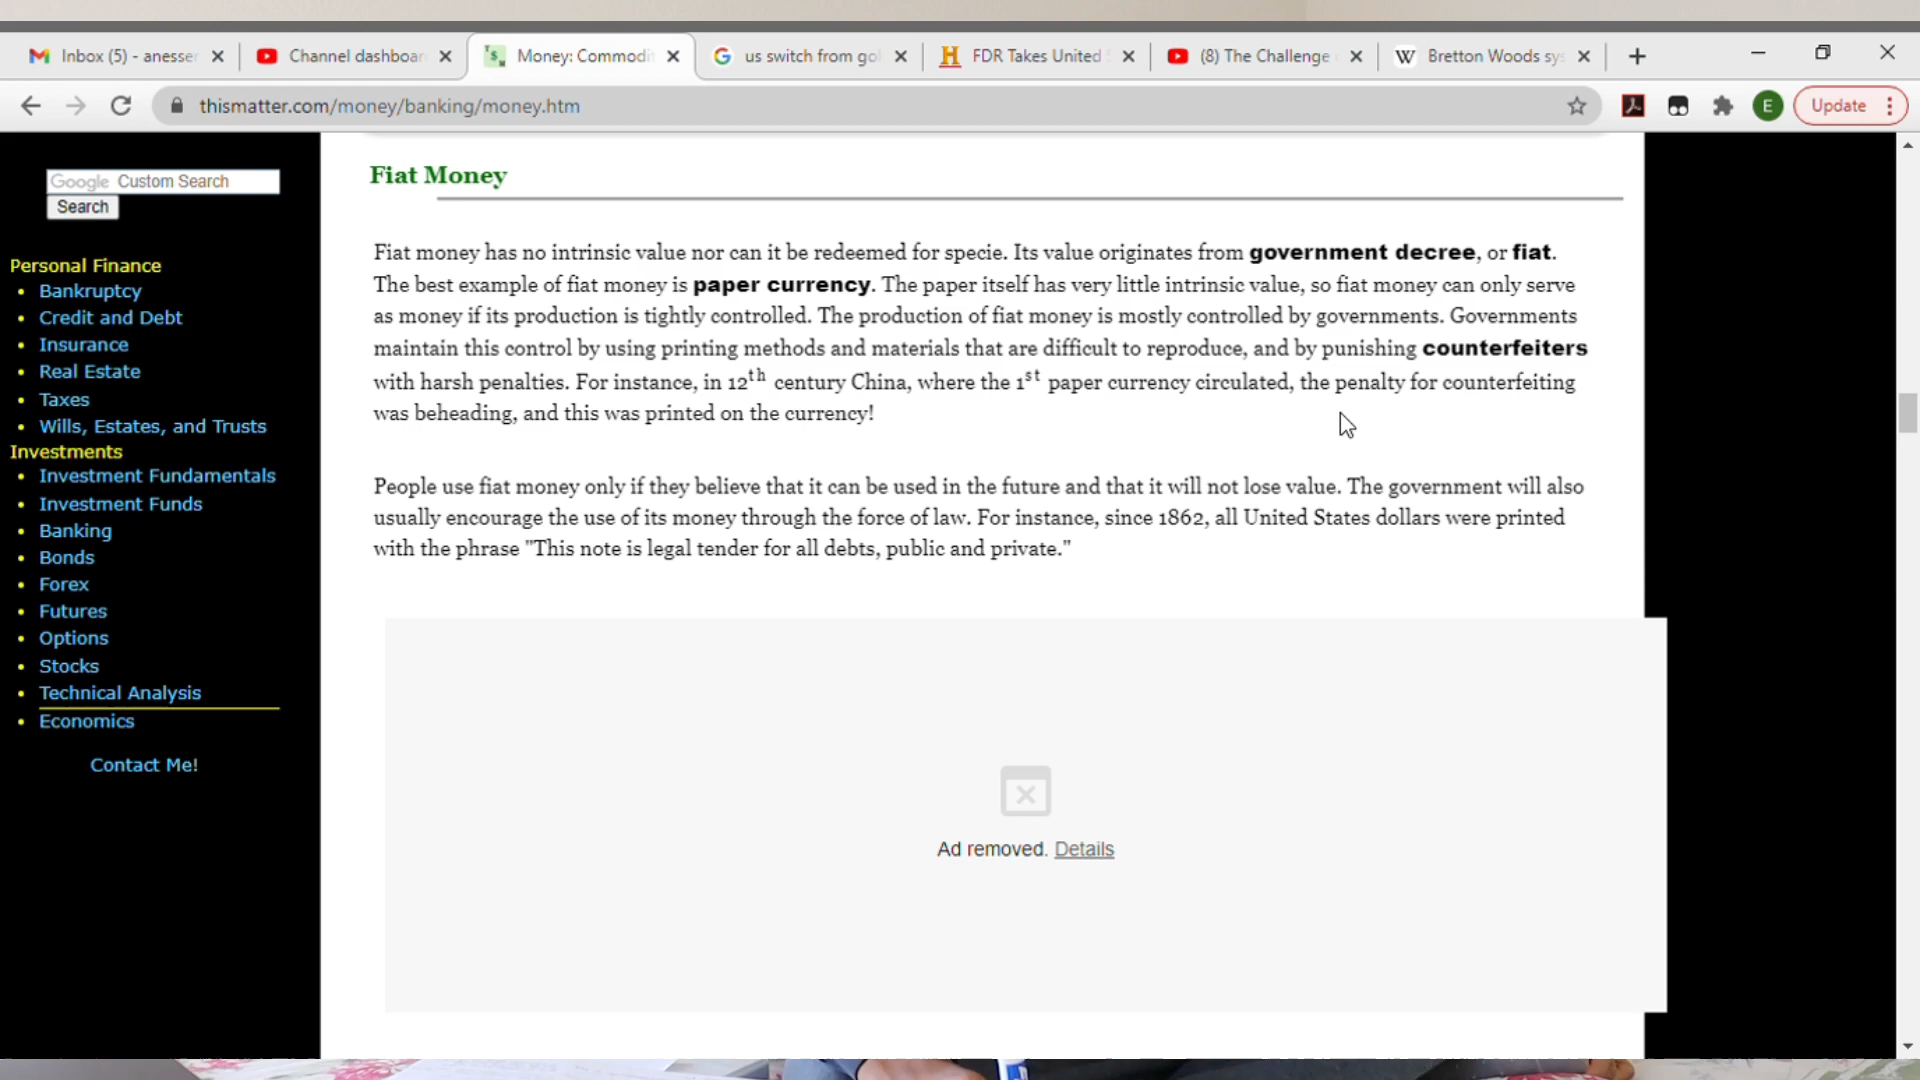 Inbox (5) - anesser
Channel dashboar
Money: Commodit
us switch from gol
FDR Takes United
(8) The Challenge
Bretton Woods sys
thismatter.com/money/banking/money.htm
E
Update
Google Custom Search
Search
Personal Finance
Bankruptcy
Credit and Debt
Insurance
Real Estate
Taxes
Wills, Estates, and Trusts
Investments
Investment Fundamentals
Investment Funds
Banking
Bonds
Forex
Futures
Options
Stocks
Technical Analysis
Economics
Contact Me!
Fiat Money
Fiat money has no intrinsic value nor can it be redeemed for specie. Its value originates from government decree, or fiat.
The best example of fiat money is paper currency. The paper itself has very little intrinsic value, so fiat money can only serve
as money if its production is tightly controlled. The production of fiat money is mostly controlled by governments. Governments
maintain this control by using printing methods and materials that are difficult to reproduce, and by punishing counterfeiters
with harsh penalties. For instance, in 12th century China, where the 1st paper currency circulated, the penalty for counterfeiting
was beheading, and this was printed on the currency!
People use fiat money only if they believe that it can be used in the future and that it will not lose value. The government will also
usually encourage the use of its money through the force of law. For instance, since 1862, all United States dollars were printed
with the phrase "This note is legal tender for all debts, public and private."
Ad removed. Details